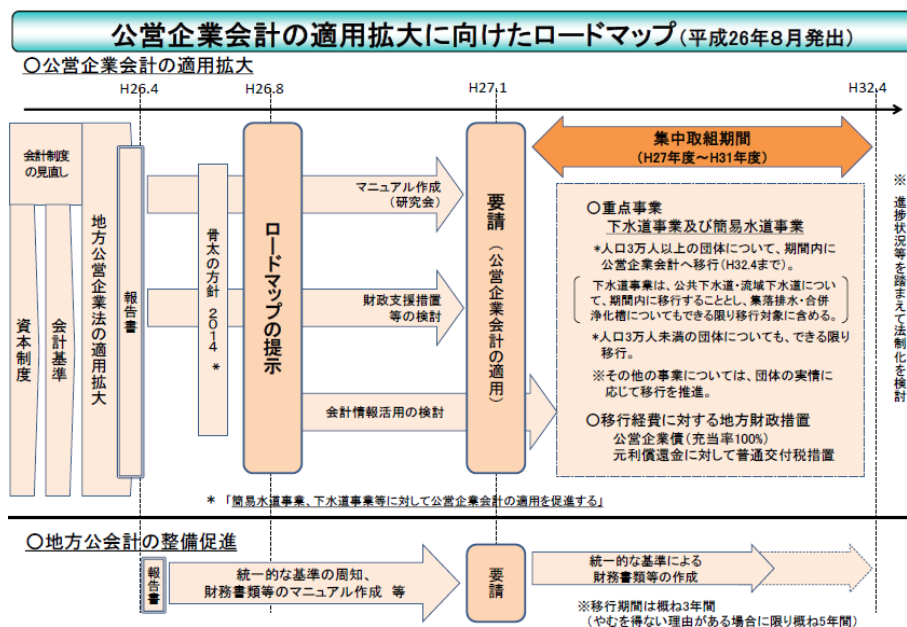 公営企業会計の適用拡大に向けたロードマップ(平成26年8月発出)
○公営企業会計の適用拡大
H26.4
H26.8
H27.1
H32.4
会計制度
の見直し
資本制度
会計基準
地方公営企業法の適用拡大
報告書
骨太の方針 2014 *
ロードマップの提示
マニュアル作成
(研究会)
財政支援措置
等の検討
会計情報活用の検討
要請(公営企業会計の適用)
集中取組期間
(H27年度~H31年度)
○重点事業
下水道事業及び簡易水道事業
*人口3万人以上の団体について、期間内に
公営企業会計へ移行(H32.4まで)。
下水道事業は、公共下水道・流域下水道につい
て、期間内に移行することとし、集落排水・合併
浄化槽についてもできる限り移行対象に含める。
*人口3万人未満の団体についても、できる限り
移行。
※その他の事業については、団体の実情に
応じて移行を推進。
○移行経費に対する地方財政措置
公営企業債(充当率100%)
元利償還金に対して普通交付税措置
※ 進捗状況等を踏まえて法制化を検討
* 「簡易水道事業、下水道事業等に対して公営企業会計の適用を促進する」
○地方公会計の整備促進
報告書
統一的な基準の周知、
財務書類等のマニュアル作成 等
要請
統一的な基準による
財務書類等の作成
※移行期間は概ね3年間
(やむを得ない理由がある場合に限り概ね5年間)